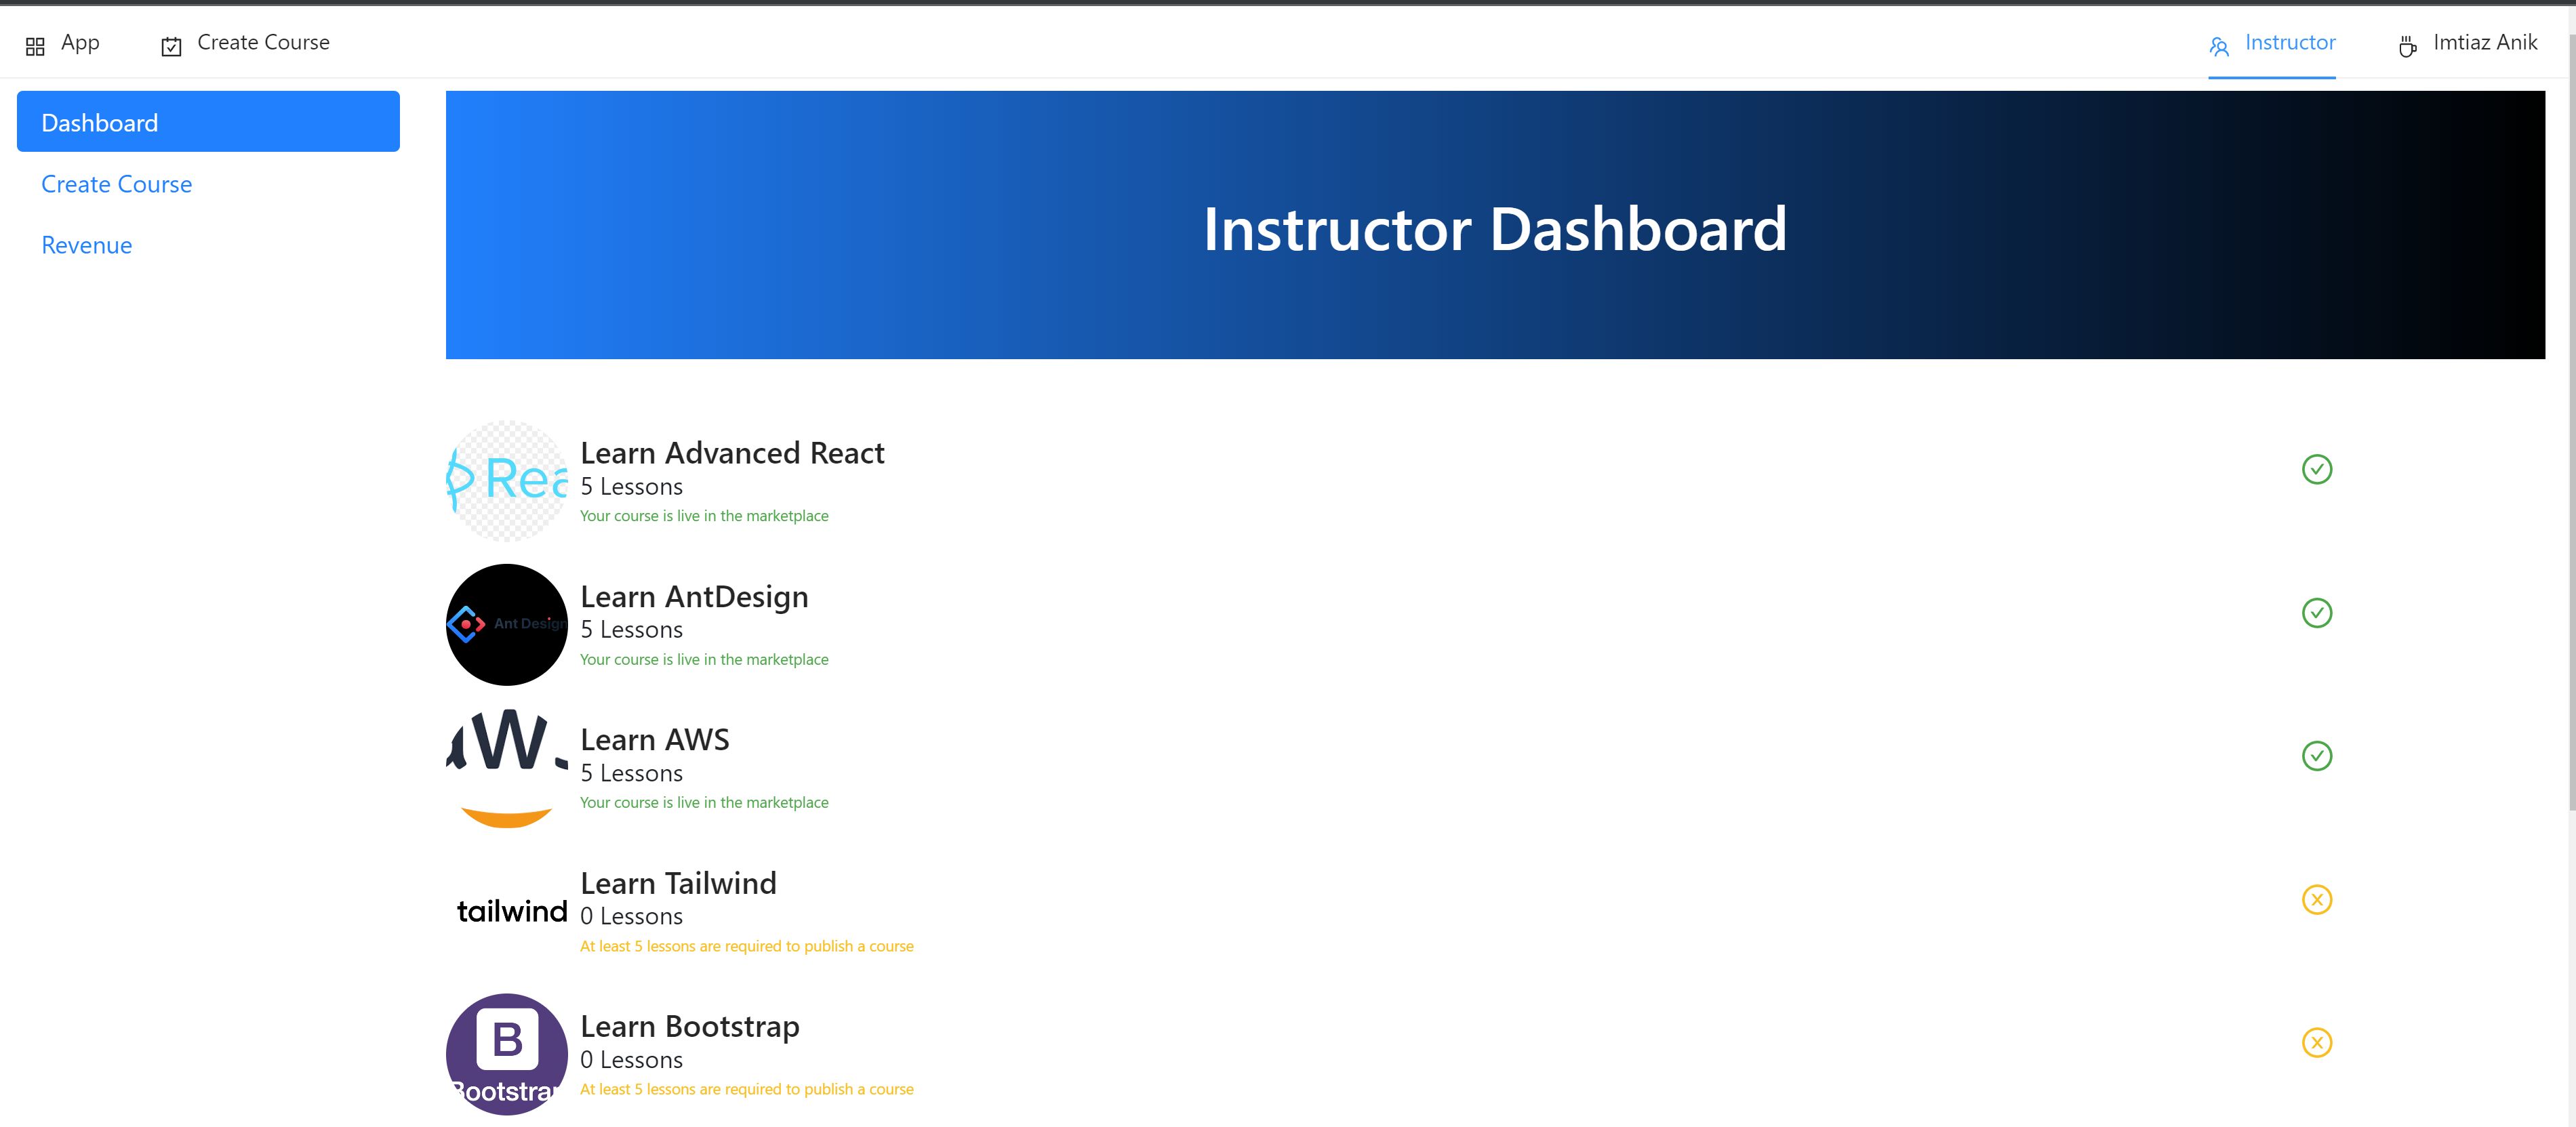 App
Create Course
Instructor
Imtiaz Anik
Dashboard
Create Course
Revenue
Instructor Dashboard
Rea
Learn Advanced React
5 Lessons
Your course is live in the marketplace
Ant Design
Learn AntDesign
5 Lessons
Your course is live in the marketplace
aws
Learn AWS
5 Lessons
Your course is live in the marketplace
tailwind
Learn Tailwind
0 Lessons
At least 5 lessons are required to publish a course
B
Bootstrap
Learn Bootstrap
0 Lessons
At least 5 lessons are required to publish a course